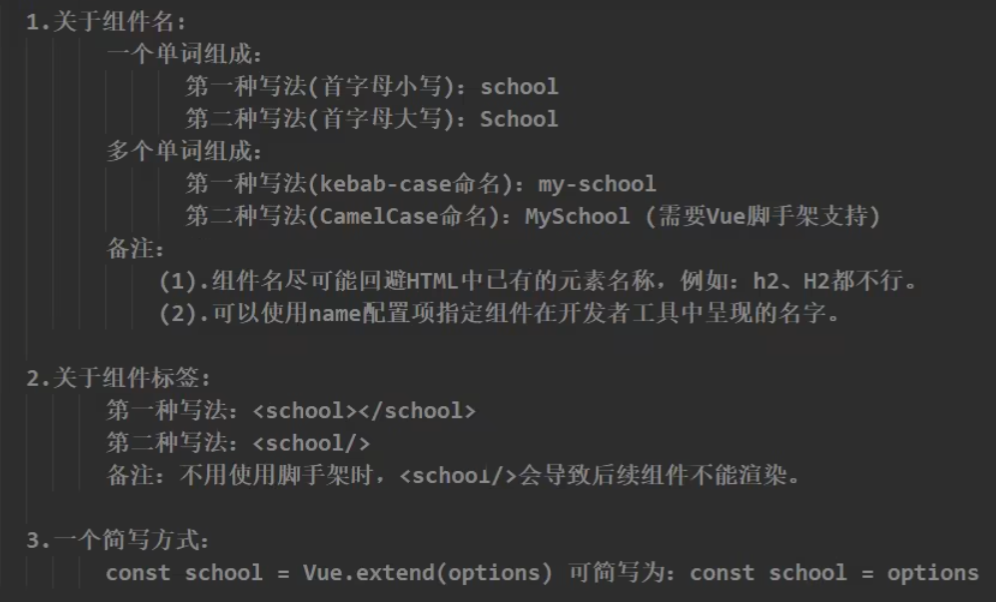 1.关于组件名:
一个单词组成:
第一种写法(首字母小写)：school
第二种写法(首字母大写)：School
多个单词组成:
第一种写法(kebab-case命名)：my-school
第二种写法(CamelCase命名)：MySchool (需要Vue脚手架支持)
备注:
(1).组件名尽可能回避HTML中已有的元素名称，例如：h2、H2都不行。
(2).可以使用name配置项指定组件在开发者工具中呈现的名字。
2.关于组件标签:
第一种写法：<school></school>
第二种写法：<school/>
备注：不用使用脚手架时，<school/>会导致后续组件不能渲染。
3.一个简写方式:
const school = Vue.extend(options) 可简写为：const school = options